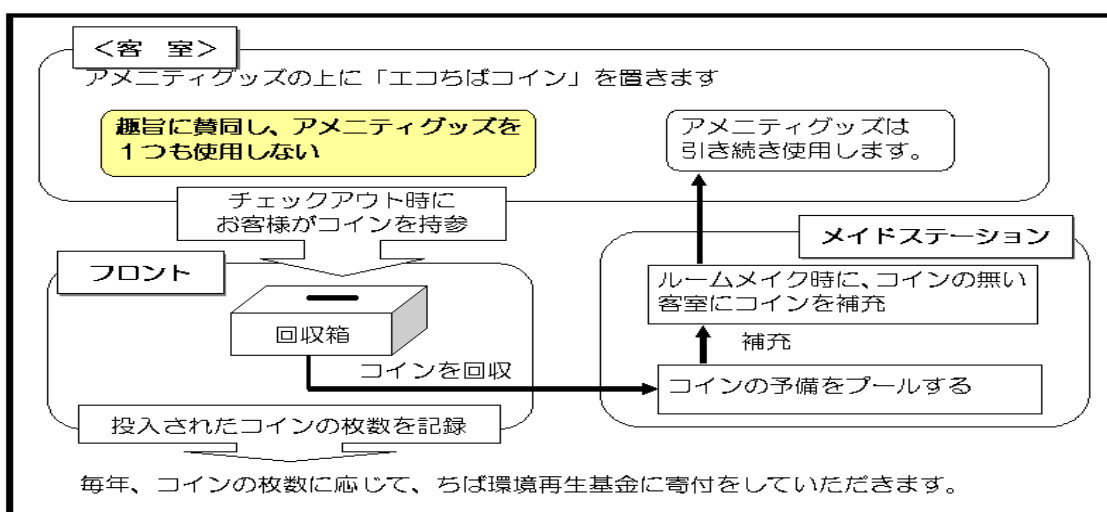 ＜客　室＞
アメニティグッズの上に「エコちばコイン」を置きます
趣旨に賛同し、アメニティグッズを
１つも使用しない
アメニティグッズは
引き続き使用します。
チェックアウト時に
お客様がコインを持参
フロント
回収箱
コインを回収
メイドステーション
ルームメイク時に、コインの無い
客室にコインを補充
補充
コインの予備をプールする
投入されたコインの枚数を記録
毎年、コインの枚数に応じて、ちば環境再生基金に寄付をしていただきます。